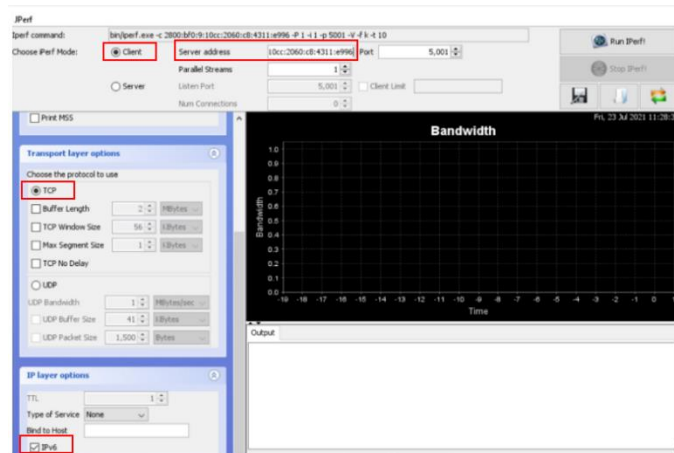 JPerf
Iperf command: bin/iperf.exe -c 2800:bf0:9:10cc:2060:c8:4311:e996 -P 1 -i 1 -p 5001 -V -f k -t 10
Choose iPerf Mode: Client Server address 10cc:2060:c8:4311:e996 Port 5,001
Parallel Streams 1
Server Listen Port 5,001 Client Limit
Num Connections 0
Run IPerf!
Stop IPerf!
Print MSS
Transport layer options
Choose the protocol to use
TCP
Buffer Length 2 MBytes
TCP Window Size 56 KBytes
Max Segment Size 1 KBytes
TCP No Delay
UDP
UDP Bandwidth 1 MBytes/sec
UDP Buffer Size 41 KBytes
UDP Packet Size 1,500 Bytes
IP layer options
TTL 1
Type of Service None
Bind to Host
IPv6
Fri, 23 Jul 2021 11:28:3
Bandwidth
1.0
0.9
0.8
0.7
0.6
0.5
0.4
0.3
0.2
0.1
0.0
Bandwidth
-19 -18 -17 -16 -15 -14 -13 -12 -11 -10 -9 -8 -7 -6 -5 -4 -3 -2 -1 0 1
Time
Output